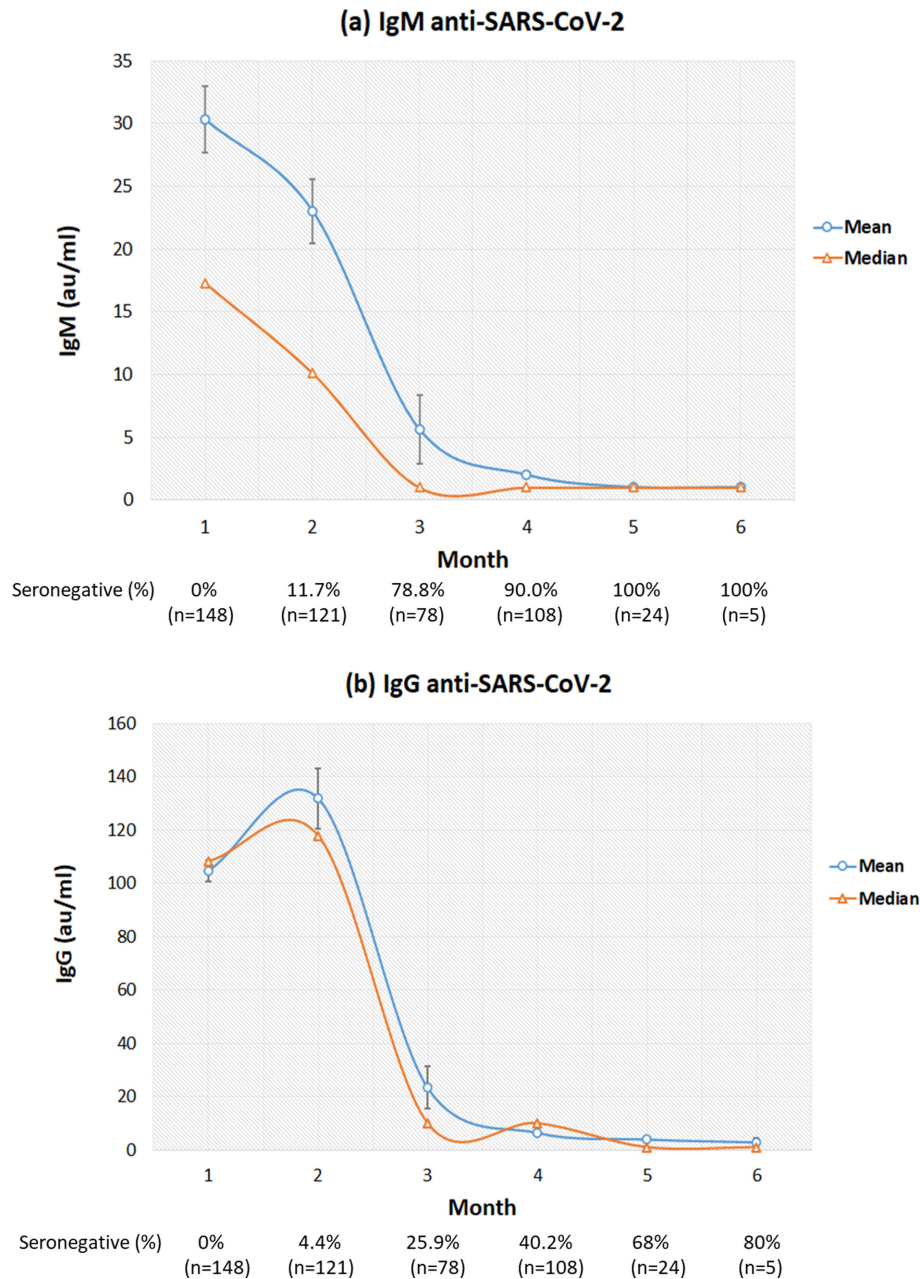 (a) IgM anti-SARS-CoV-2
35
30
25
20
15
10
5
0
IgM (au/ml)
1 2 3 4 5 6
Month
Mean
Median
Seronegative (%) 0% 11.7% 78.8% 90.0% 100% 100%
(n=148) (n=121) (n=78) (n=108) (n=24) (n=5)
(b) IgG anti-SARS-CoV-2
160
140
120
100
80
60
40
20
0
IgG (au/ml)
1 2 3 4 5 6
Month
Mean
Median
Seronegative (%) 0% 4.4% 25.9% 40.2% 68% 80%
(n=148) (n=121) (n=78) (n=108) (n=24) (n=5)